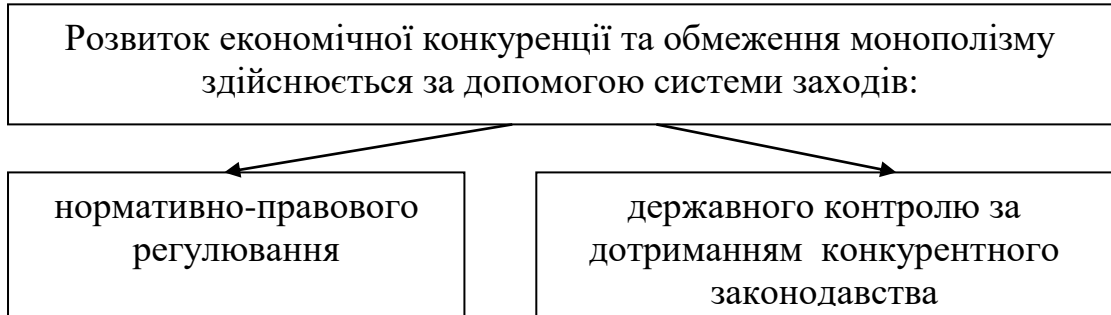 Розвиток економічної конкуренції та обмеження монополізму
здійснюється за допомогою системи заходів:
нормативно-правового
регулювання
державного контролю за
дотриманням конкурентного
законодавства